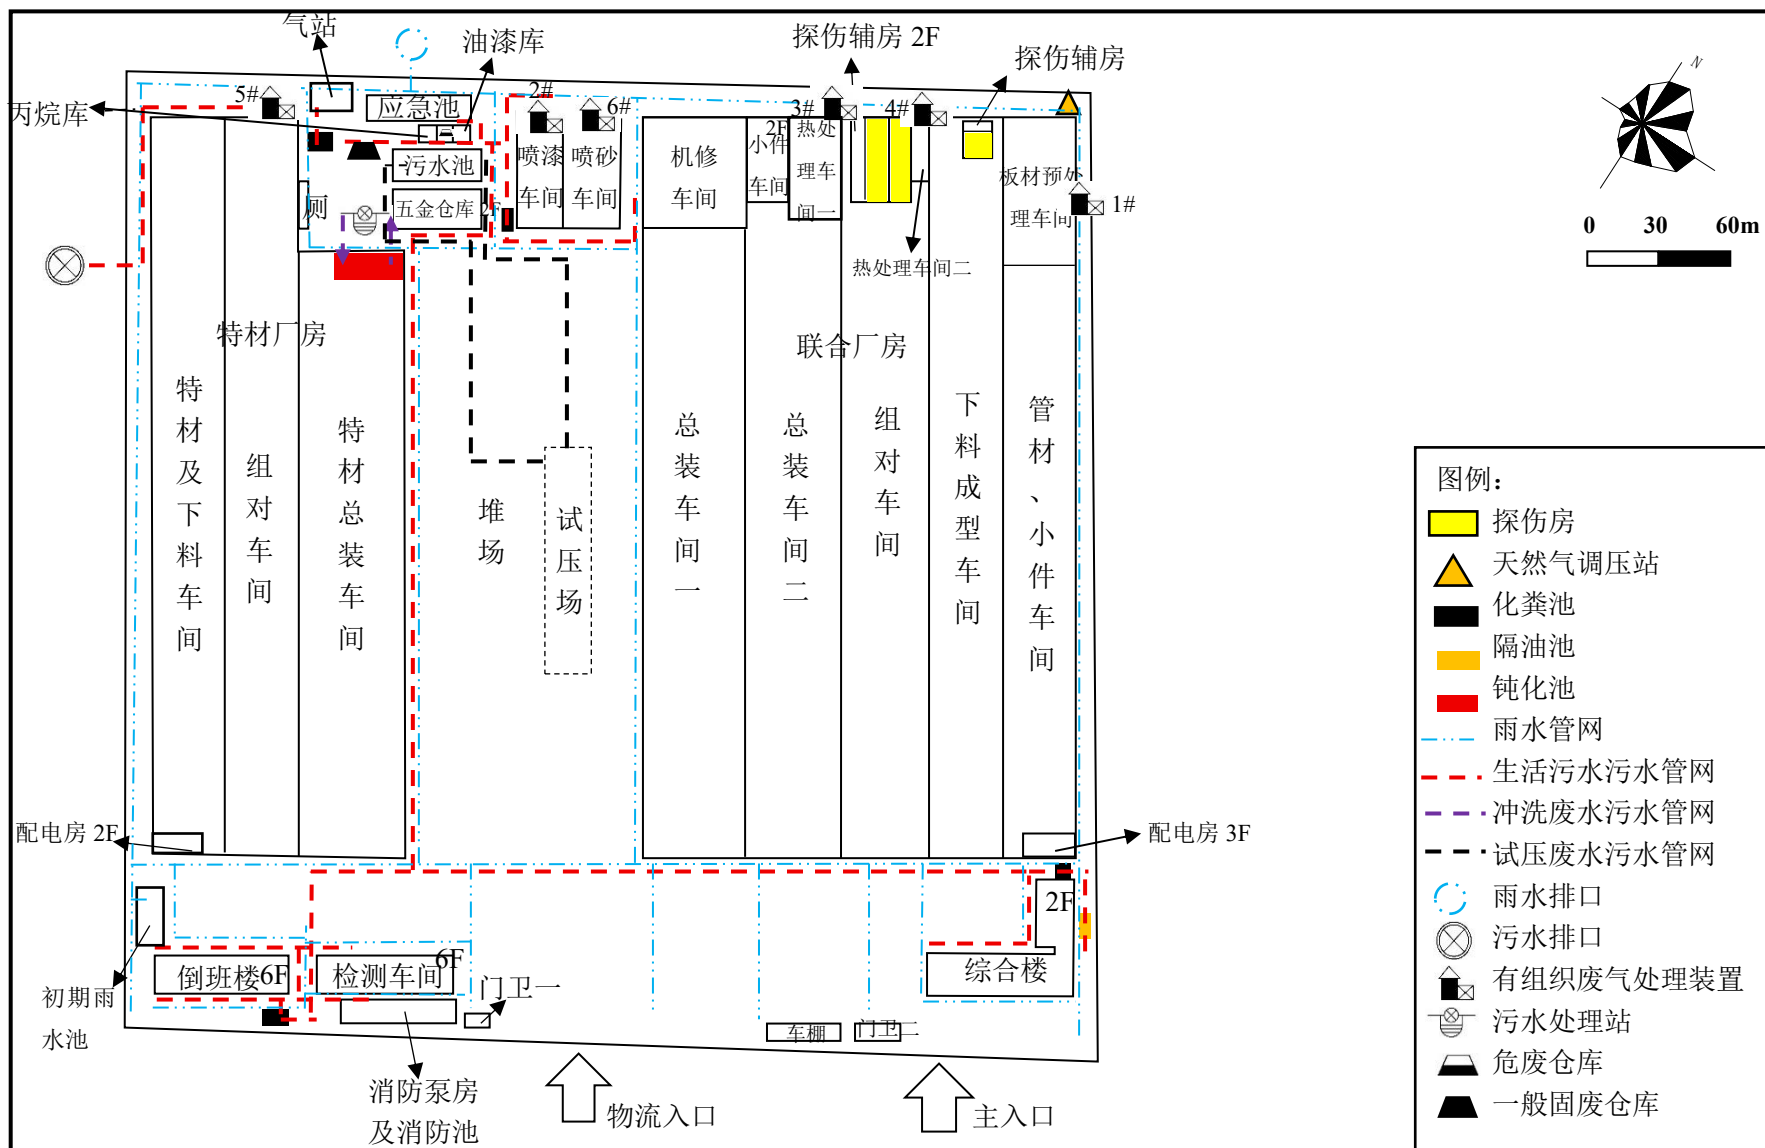 气站
油漆库
探伤辅房 2F
探伤辅房
N
丙烷库
5#
应急池
2#
6#
3#
4#
2F
小件
车间
热处
理车
间一
污水池
喷漆
车间
喷砂
车间
机修
车间
板材预处
理车间
1#
厕
五金仓库 2F
0 30 60m
热处理车间二
特材厂房
联合厂房
特材及下料车间
组对车间
特材总装车间
堆场
试压场
总装车间一
总装车间二
组对车间
下料成型车间
管材、小件车间
配电房 2F
配电房 3F
2F
倒班楼6F
检测车间
6F
综合楼
初期雨
水池
门卫一
车棚
门卫二
消防泵房
及消防池
物流入口
主入口
图例：
探伤房
天然气调压站
化粪池
隔油池
钝化池
雨水管网
生活污水污水管网
冲洗废水污水管网
试压废水污水管网
雨水排口
污水排口
有组织废气处理装置
污水处理站
危废仓库
一般固废仓库